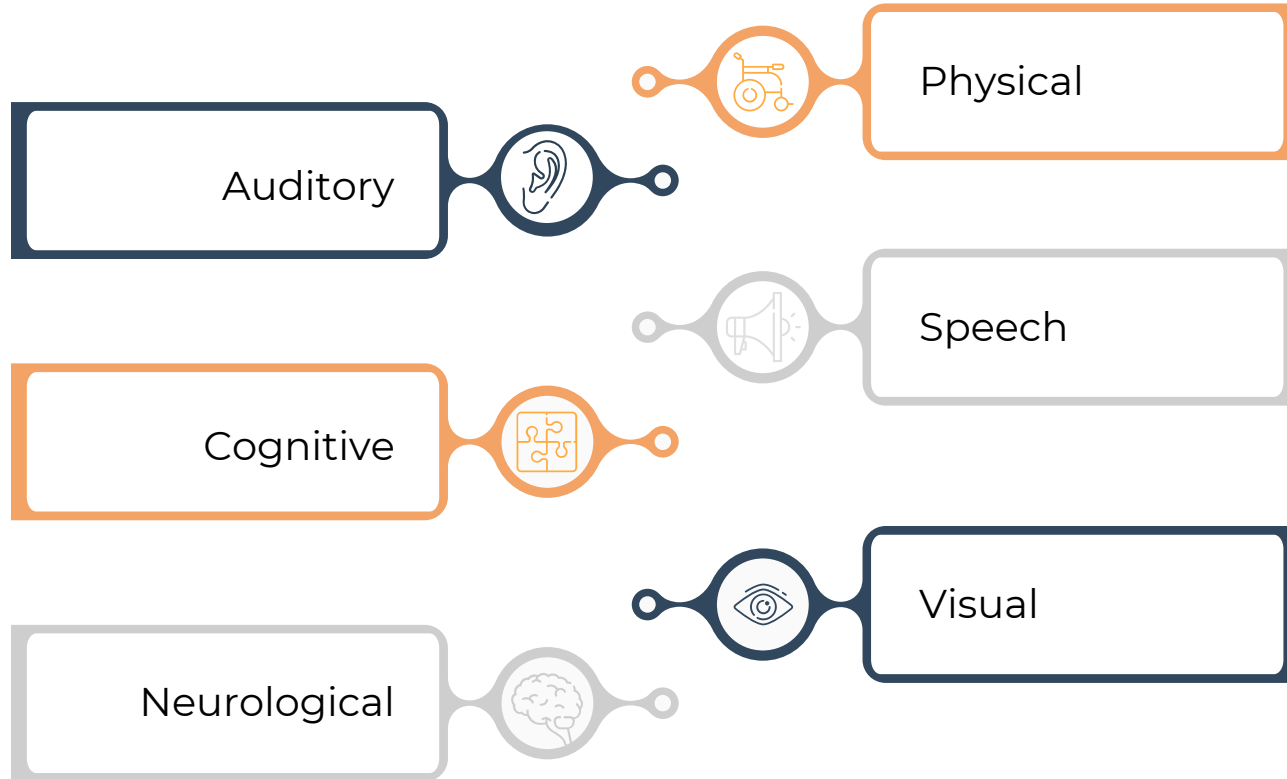 Auditory
Cognitive
Neurological
Physical
Speech
Visual